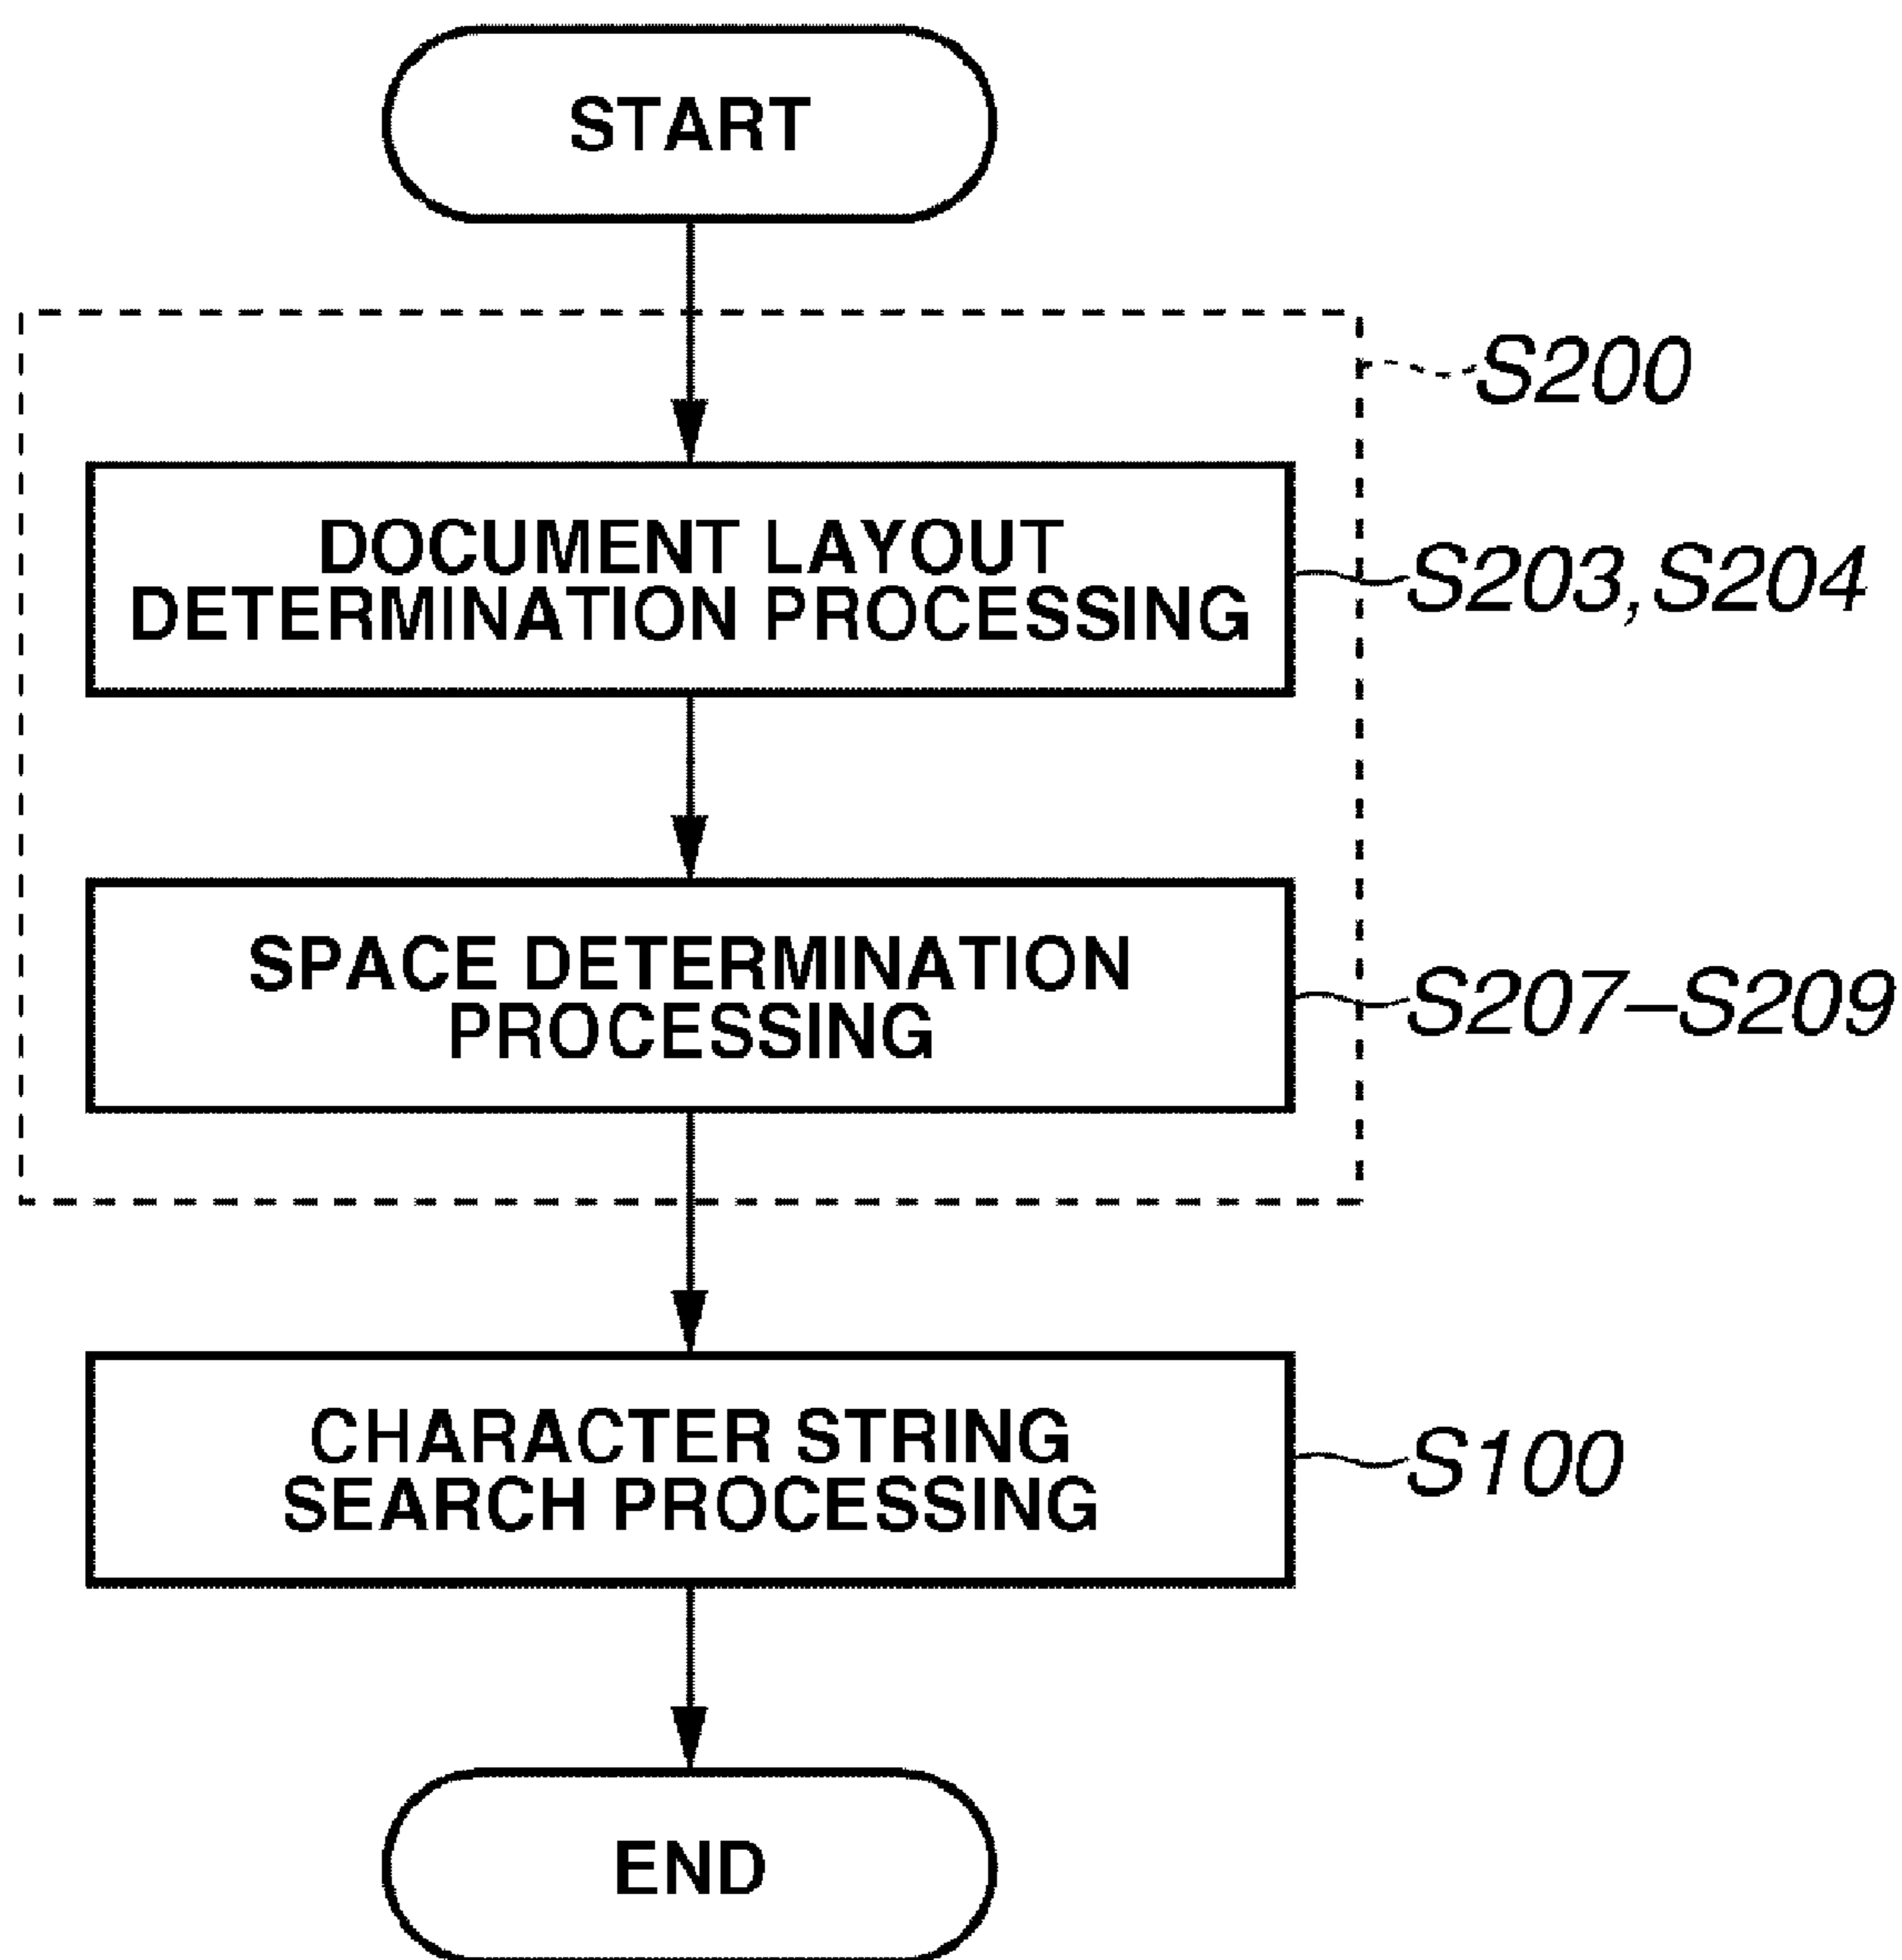 START
S200
DOCUMENT LAYOUT
DETERMINATION PROCESSING
S203,S204
SPACE DETERMINATION
PROCESSING
S207–S209
CHARACTER STRING
SEARCH PROCESSING
S100
END